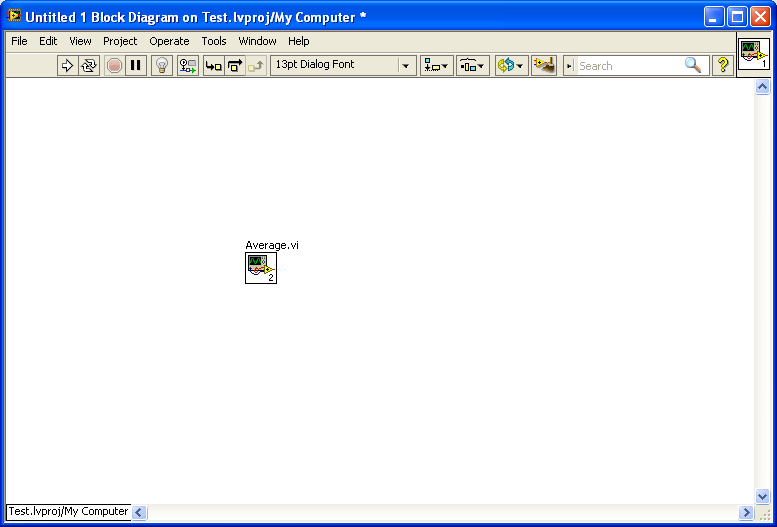 Untitled 1 Block Diagram on Test.lvproj/My Computer *
File Edit View Project Operate Tools Window Help
13pt Dialog Font
Search
?
1
Average.vi
2
Test.lvproj/My Computer